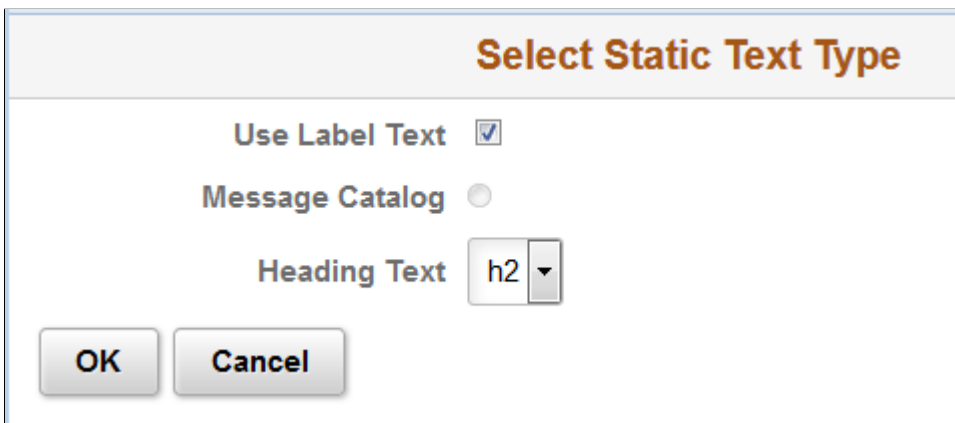 Select Static Text Type
Use Label Text
Message Catalog
Heading Text h2
OK Cancel